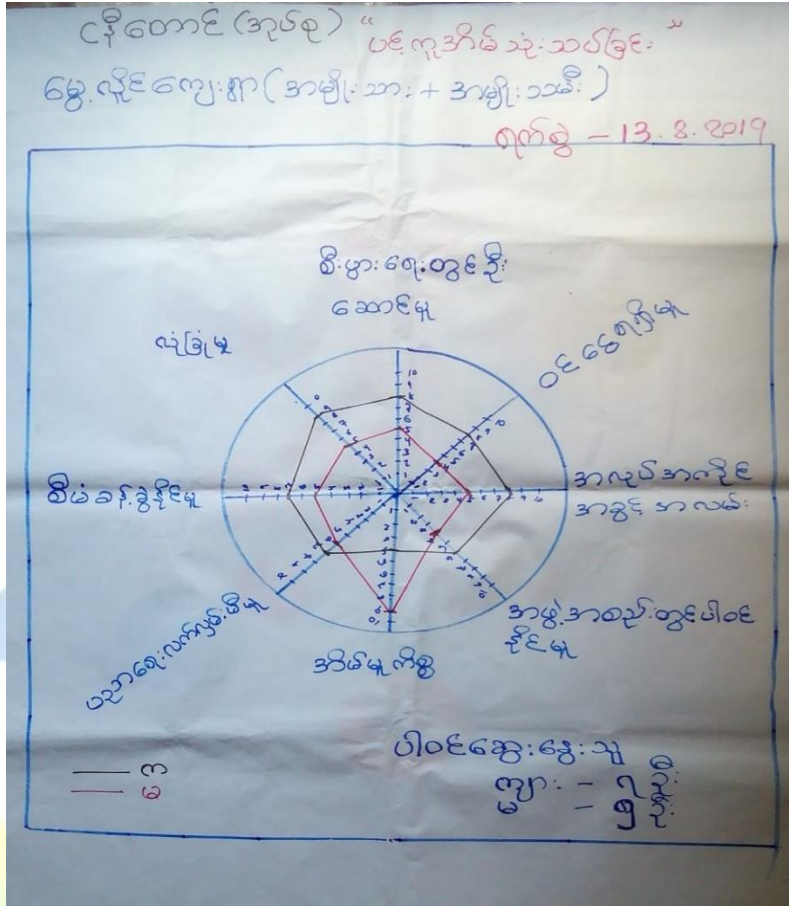 ငနီတောင် (အုပ်စု) “ပင့်ကူအိမ်သုံးသပ်ခြင်း”
မွေ့လှိုင်ကျေးရွာ (အမျိုးသား + အမျိုးသမီး)
ရက်စွဲ – 13.8.2019
စီးပွားရေးတွင်ဦး
ဆောင်မှု
ဝင်ငွေရရှိမှု
အလုပ်အကိုင်
အခွင့်အလမ်း
အဖွဲ့အစည်းတွင်ပါဝင်
နိုင်မှု
အိမ်မှုကိစ္စ
ပညာရေးလက်လှမ်းမီမှု
စီမံခန့်ခွဲနိုင်မှု
လုံခြုံမှု
ပါဝင်ဆွေးနွေးသူ
ကျား – ၇ ဦး
မ – ၅ ဦး
က
မ